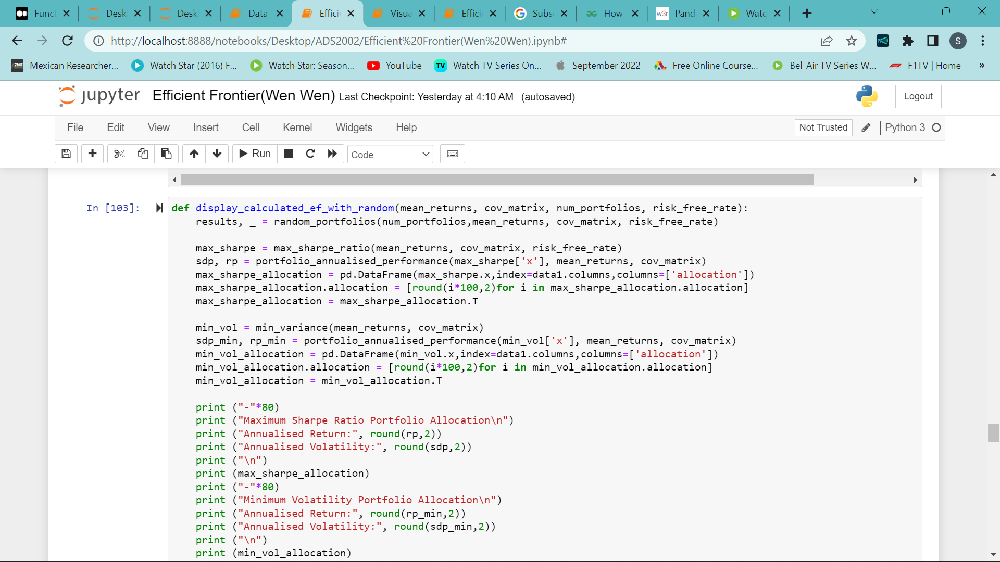 Funct
Desk
Desk
Data_
Effici
Visua
Effici
Subs
How
w3r Pand
Watc
http://localhost:8888/notebooks/Desktop/ADS2002/Efficient%20Frontier(Wen%20Wen).ipynb#
S
Mexican Researcher...
Watch Star (2016) F...
Watch Star: Season...
YouTube
TV Watch TV Series On...
September 2022
Free Online Course...
Bel-Air TV Series W...
F1TV | Home
»
jupyter Efficient Frontier(Wen Wen) Last Checkpoint: Yesterday at 4:10 AM (autosaved)
Logout
File Edit View Insert Cell Kernel Widgets Help
Not Trusted
Python 3
Run
Code
In [103]:
def display_calculated_ef_with_random(mean_returns, cov_matrix, num_portfolios, risk_free_rate):
results, _ = random_portfolios(num_portfolios,mean_returns, cov_matrix, risk_free_rate)
max_sharpe = max_sharpe_ratio(mean_returns, cov_matrix, risk_free_rate)
sdp, rp = portfolio_annualised_performance(max_sharpe['x'], mean_returns, cov_matrix)
max_sharpe_allocation = pd.DataFrame(max_sharpe.x,index=data1.columns,columns=['allocation'])
max_sharpe_allocation.allocation = [round(i*100,2)for i in max_sharpe_allocation.allocation]
max_sharpe_allocation = max_sharpe_allocation.T
min_vol = min_variance(mean_returns, cov_matrix)
sdp_min, rp_min = portfolio_annualised_performance(min_vol['x'], mean_returns, cov_matrix)
min_vol_allocation = pd.DataFrame(min_vol.x,index=data1.columns,columns=['allocation'])
min_vol_allocation.allocation = [round(i*100,2)for i in min_vol_allocation.allocation]
min_vol_allocation = min_vol_allocation.T
print ("-"*80)
print ("Maximum Sharpe Ratio Portfolio Allocation\n")
print ("Annualised Return:", round(rp,2))
print ("Annualised Volatility:", round(sdp,2))
print ("\n")
print (max_sharpe_allocation)
print ("-"*80)
print ("Minimum Volatility Portfolio Allocation\n")
print ("Annualised Return:", round(rp_min,2))
print ("Annualised Volatility:", round(sdp_min,2))
print ("\n")
print (min_vol_allocation)